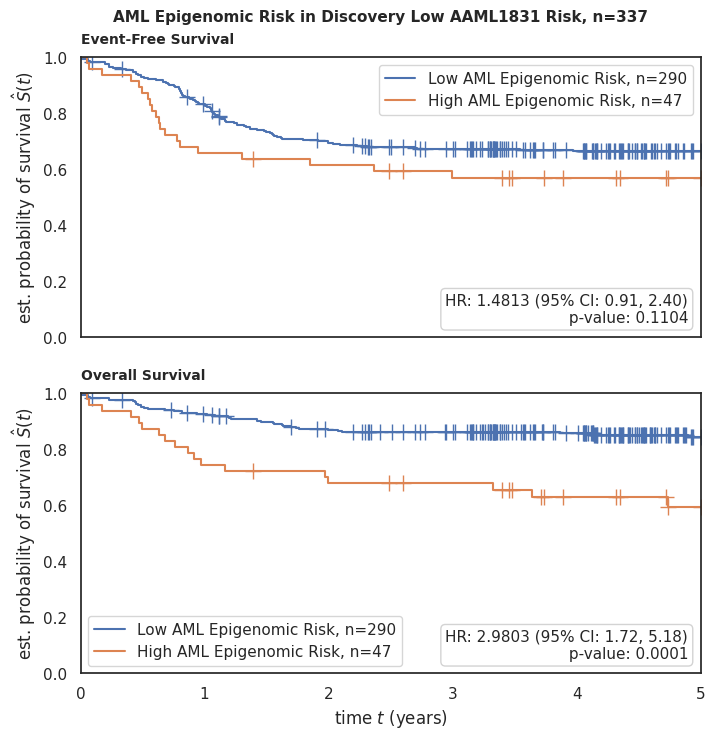 AML Epigenomic Risk in Discovery Low AAML1831 Risk, n=337
Event-Free Survival
est. probability of survival Ŝ(t)
1.0
0.8
0.6
0.4
0.2
0.0
Low AML Epigenomic Risk, n=290
High AML Epigenomic Risk, n=47
HR: 1.4813 (95% CI: 0.91, 2.40)
p-value: 0.1104
Overall Survival
est. probability of survival Ŝ(t)
1.0
0.8
0.6
0.4
0.2
0.0
Low AML Epigenomic Risk, n=290
High AML Epigenomic Risk, n=47
HR: 2.9803 (95% CI: 1.72, 5.18)
p-value: 0.0001
0 1 2 3 4 5
time t (years)